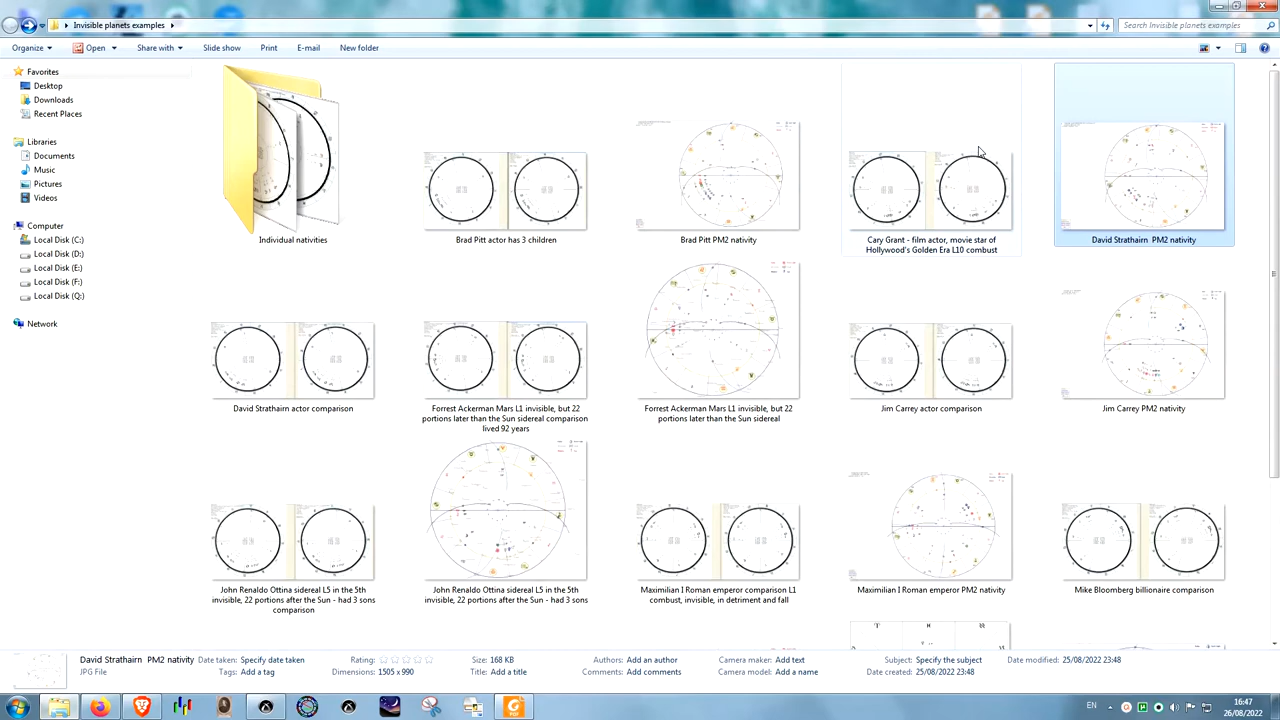 Invisible planets examples
Search Invisible planets examples
Organize
Open
Share with
Slide show
Print
E-mail
New folder
Favorites
Desktop
Downloads
Recent Places
Libraries
Documents
Music
Pictures
Videos
Computer
Local Disk (C:)
Local Disk (D:)
Local Disk (E:)
Local Disk (F:)
Local Disk (Q:)
Network
Individual nativities
Brad Pitt actor has 3 children
Brad Pitt PM2 nativity
Cary Grant - film actor, movie star of
Hollywood's Golden Era L10 combust
David Strathairn PM2 nativity
David Strathairn actor comparison
Forrest Ackerman Mars L1 invisible, but 22
portions later than the Sun sidereal comparison
lived 92 years
Forrest Ackerman Mars L1 invisible, but 22
portions later than the Sun sidereal
Jim Carrey actor comparison
Jim Carrey PM2 nativity
John Renaldo Ottina sidereal L5 in the 5th
invisible, 22 portions after the Sun - had 3 sons
comparison
John Renaldo Ottina sidereal L5 in the 5th
invisible, 22 portions after the Sun - had 3 sons
Maximilian I Roman emperor comparison L1
combust, invisible, in detriment and fall
Maximilian I Roman emperor PM2 nativity
Mike Bloomberg billionaire comparison
David Strathairn PM2 nativity
JPG File
Date taken: Specify date taken
Tags: Add a tag
Rating:
Dimensions: 1505 x 990
Size: 168 KB
Title: Add a title
Authors: Add an author
Comments: Add comments
Camera maker: Add text
Camera model: Add a name
Subject: Specify the subject
Date created: 25/08/2022 23:48
Date modified: 25/08/2022 23:48
EN
16:47
26/08/2022